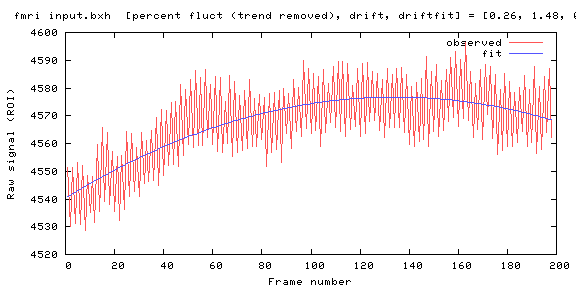 fmri input.bxh [percent fluct (trend removed), drift, driftfit] = [0.26, 1.48,
observed
fit
4600
4590
4580
4570
4560
4550
4540
4530
4520
Raw signal (ROI)
0 20 40 60 80 100 120 140 160 180 200
Frame number